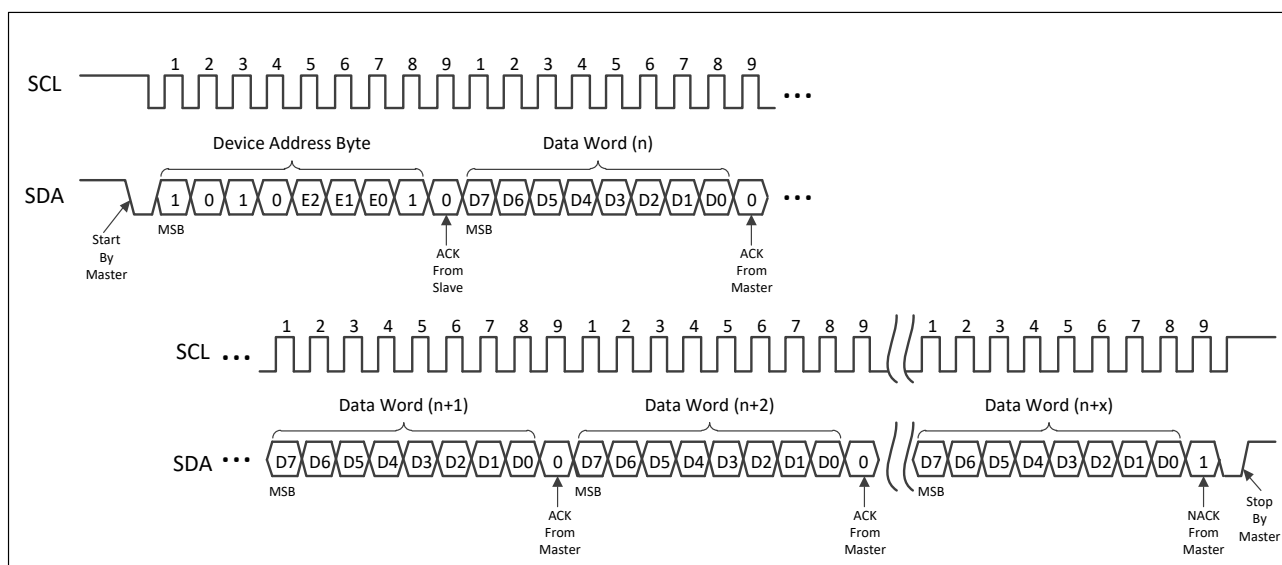 1 2 3 4 5 6 7 8 9 1 2 3 4 5 6 7 8 9
SCL ...
Device Address Byte Data Word (n)
SDA 1 0 1 0 E2 E1 E0 1 0 D7 D6 D5 D4 D3 D2 D1 D0 0 ...
MSB MSB
Start
By
Master
ACK
From
Slave
ACK
From
Master
1 2 3 4 5 6 7 8 9 1 2 3 4 5 6 7 8 9 1 2 3 4 5 6 7 8 9
SCL ...
Data Word (n+1) Data Word (n+2) Data Word (n+x)
SDA ... D7 D6 D5 D4 D3 D2 D1 D0 0 D7 D6 D5 D4 D3 D2 D1 D0 0 D7 D6 D5 D4 D3 D2 D1 D0 1
MSB MSB MSB
ACK
From
Master
ACK
From
Master
NACK
From
Master
Stop
By
Master